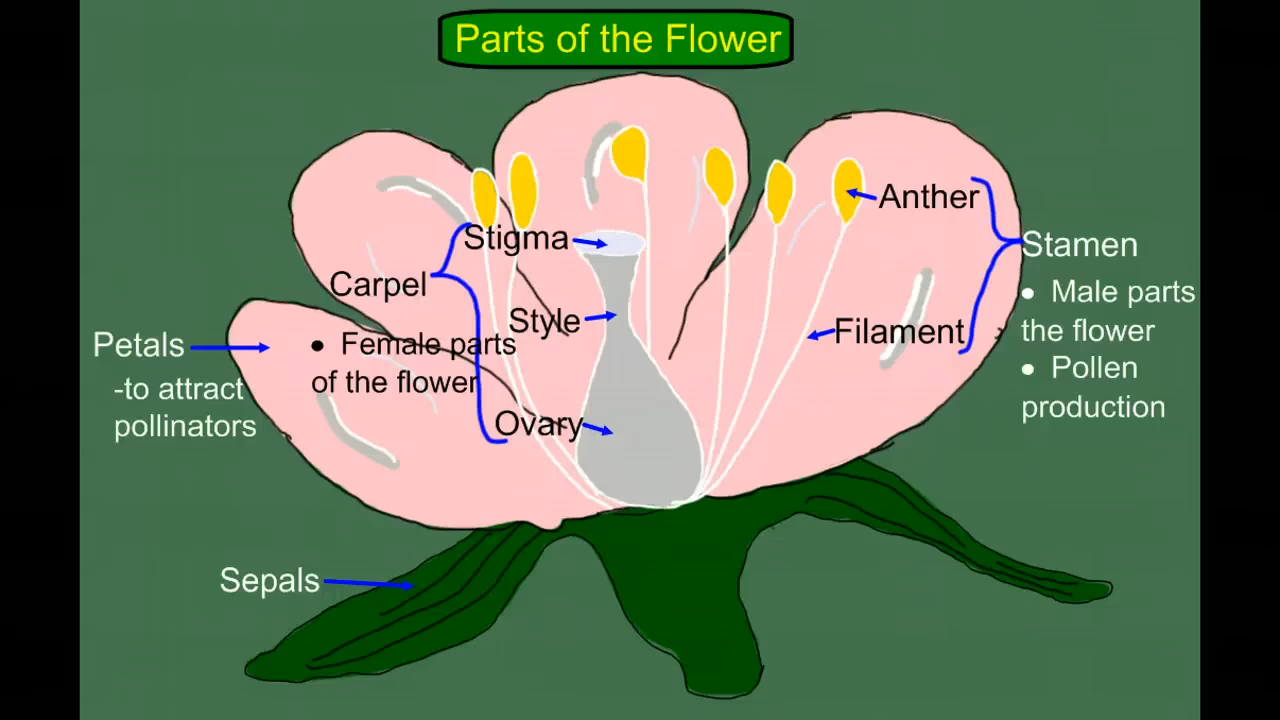 Parts of the Flower
Anther
Stigma
Stamen
Carpel
• Male parts
the flower
Style
Filament
Petals
• Female parts
-to attract
of the flower
• Pollen
pollinators
production
Ovary
Sepals